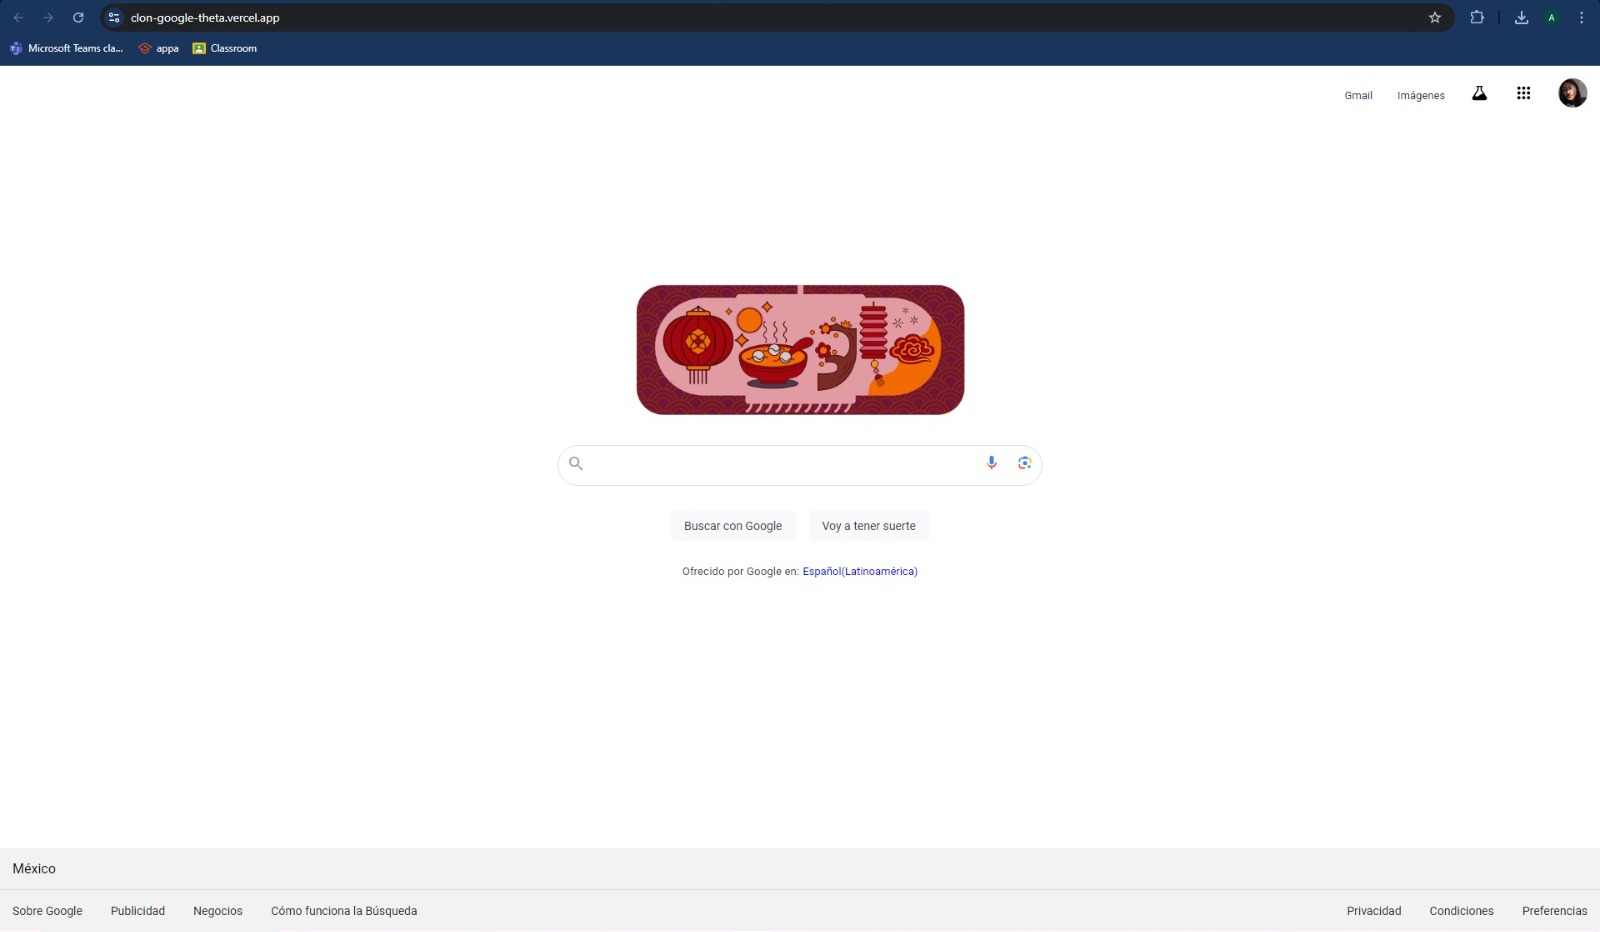 clon-google-theta.vercel.app
A
Microsoft Teams cla...
appa
Classroom
Gmail
Imágenes
Buscar con Google
Voy a tener suerte
Ofrecido por Google en: Español(Latinoamérica)
México
Sobre Google
Publicidad
Negocios
Cómo funciona la Búsqueda
Privacidad
Condiciones
Preferencias